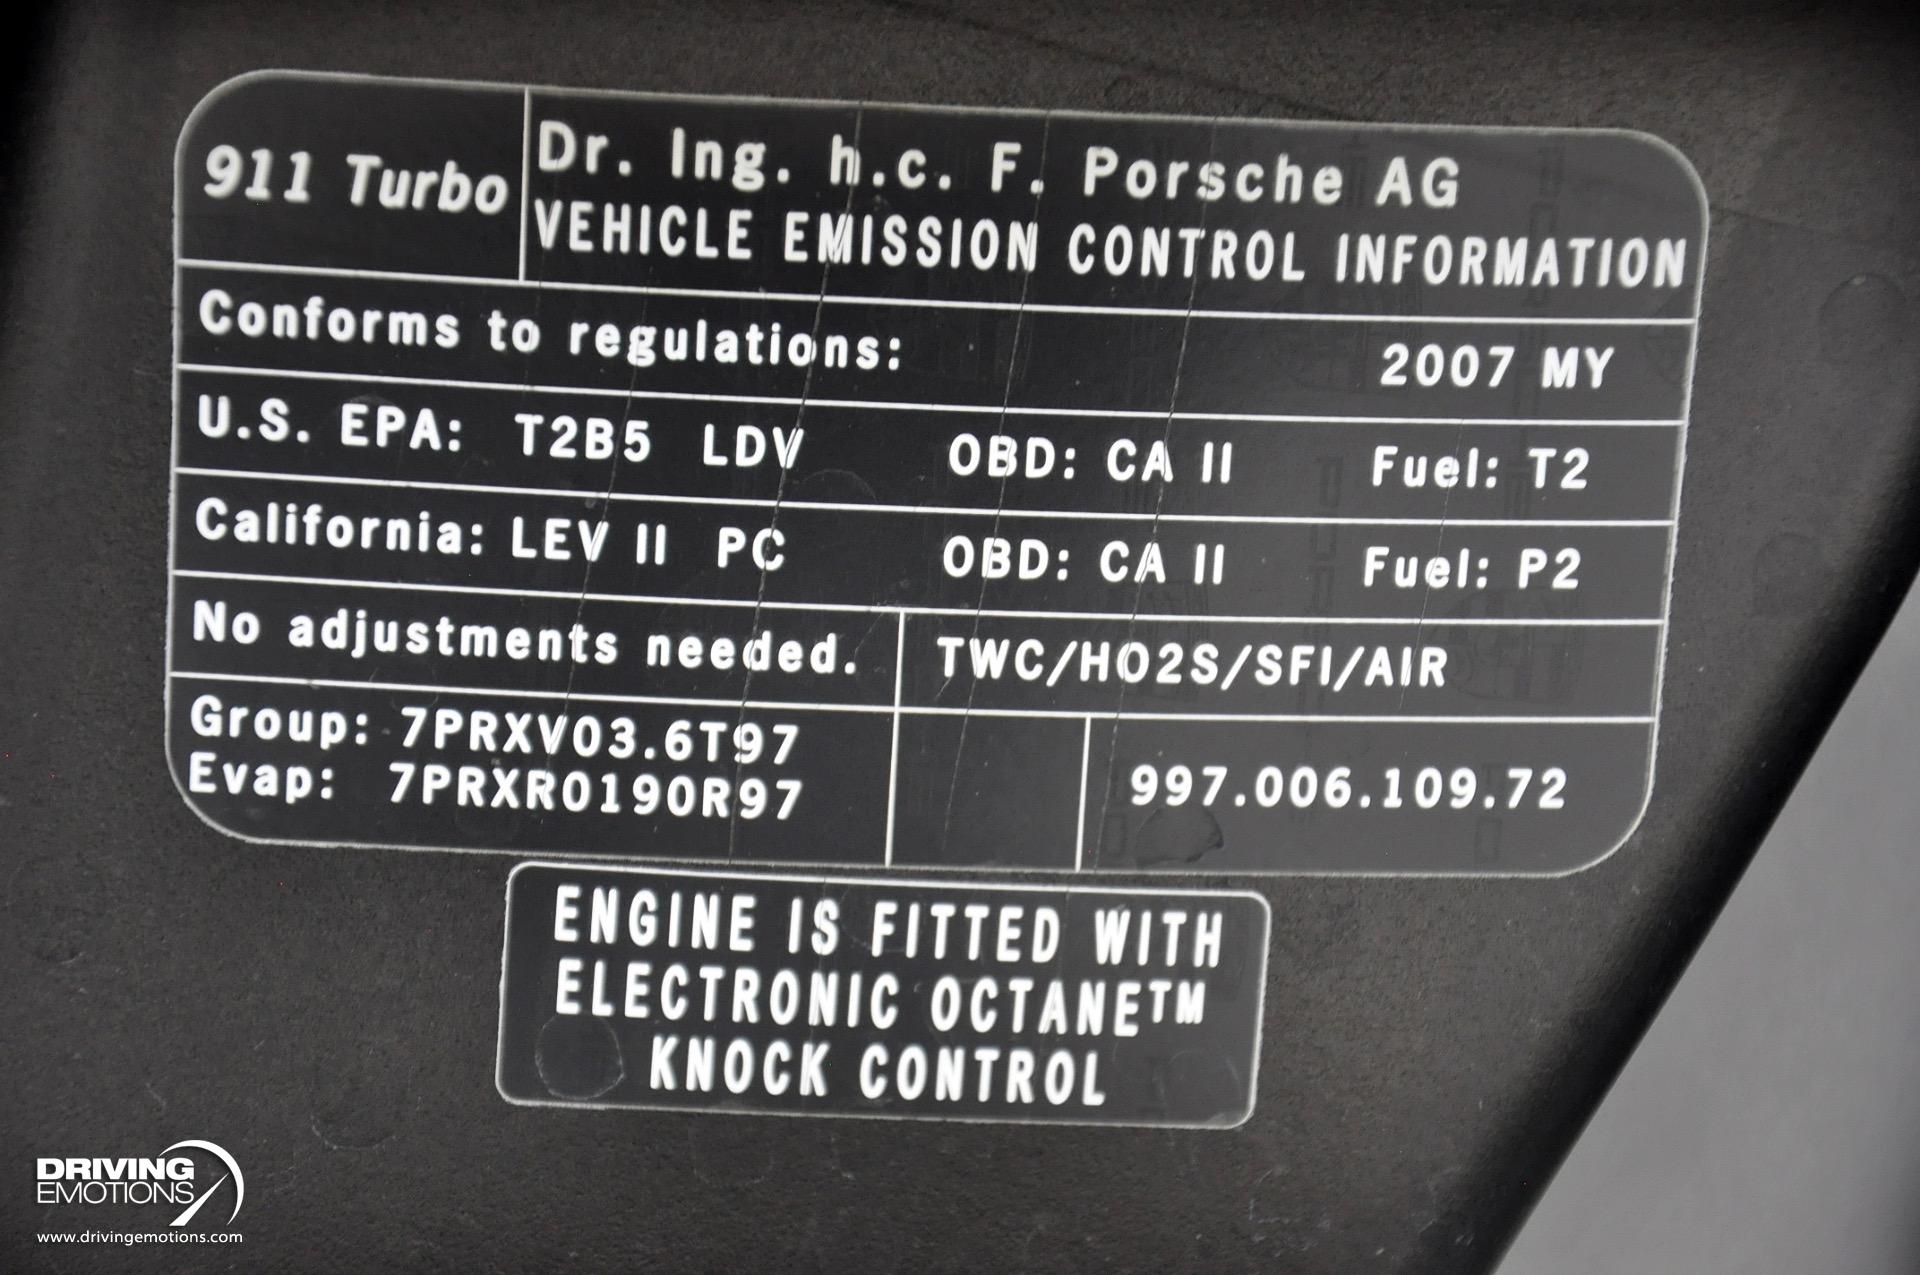 911 Turbo
Dr. Ing. h.c. F. Porsche AG
VEHICLE EMISSION CONTROL INFORMATION
Conforms to regulations: 2007 MY
U.S. EPA: T2B5 LDV OBD: CA II Fuel: T2
California: LEV II PC OBD: CA II Fuel: P2
No adjustments needed. TWC/HO2S/SFI/AIR
Group: 7PRXV03.6T97
Evap: 7PRXR0190R97
997.006.109.72
ENGINE IS FITTED WITH
ELECTRONIC OCTANE™
KNOCK CONTROL
DRIVING
EMOTIONS
www.drivingemotions.com